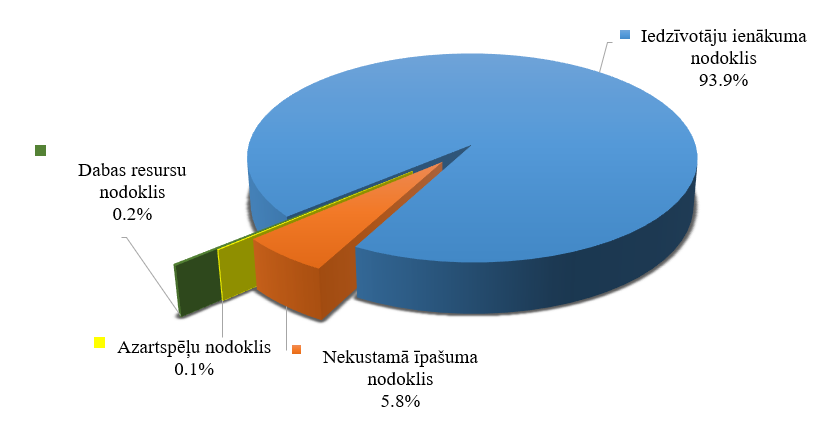 Iedzīvotāju ienākuma
nodoklis
93.9%
Dabas resursu
nodoklis
0.2%
Azartspēļu nodoklis
0.1%
Nekustamā īpašuma
nodoklis
5.8%